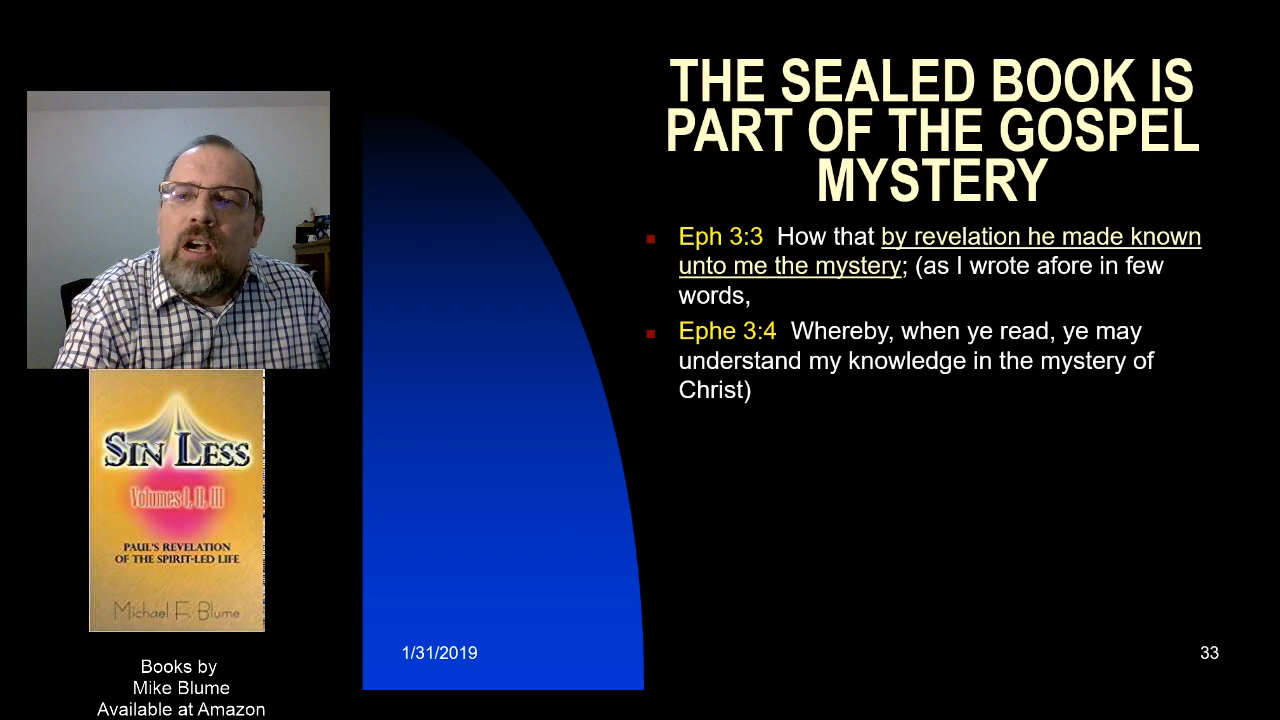 THE SEALED BOOK IS
PART OF THE GOSPEL
MYSTERY
Eph 3:3 How that by revelation he made known
unto me the mystery; (as I wrote afore in few
words,
Ephe 3:4 Whereby, when ye read, ye may
understand my knowledge in the mystery of
Christ)
SIN LESS
Volumes I, II, III
PAUL'S REVELATION
OF THE SPIRIT-LED LIFE
Michael F. Blume
Books by
Mike Blume
Available at Amazon
1/31/2019
33